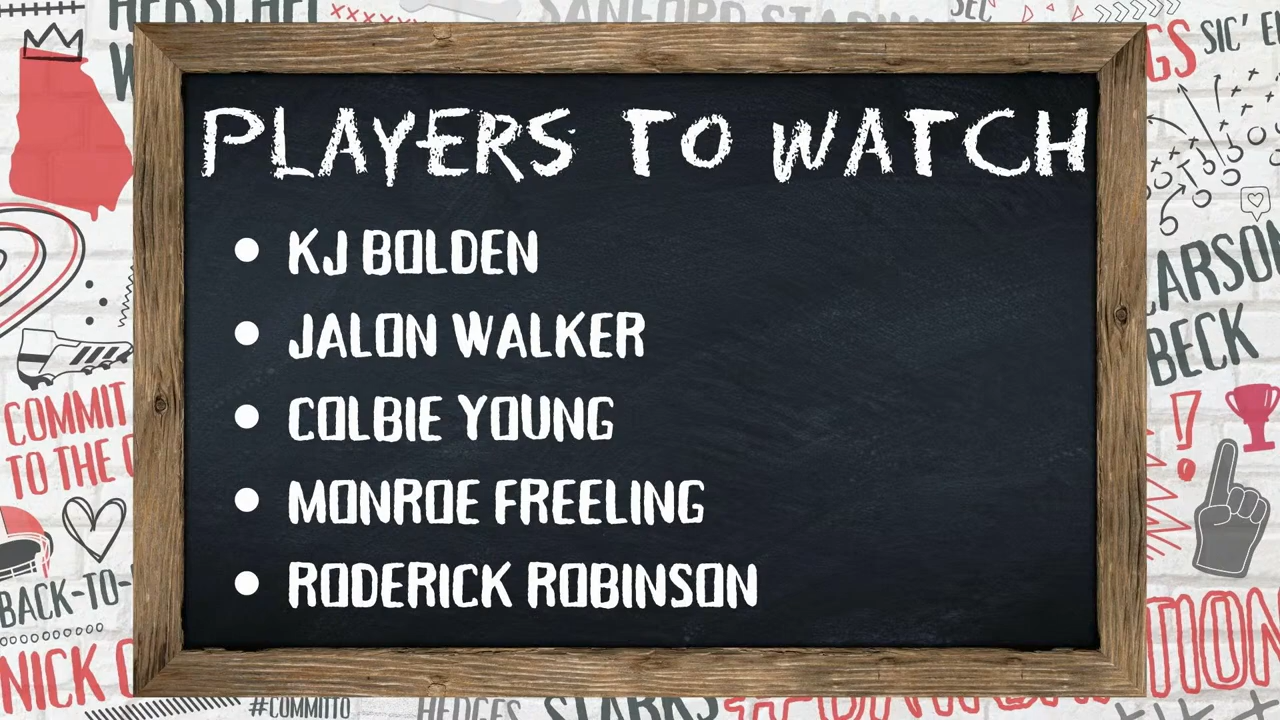 HERSCHEL
SANFORD STADIUM
SEC
SIC'
PLAYERS TO WATCH
• KJ BOLDEN
• JALON WALKER
• COLBIE YOUNG
• MONROE FREELING
• RODERICK ROBINSON
CARSON
BECK
COMMIT
TO THE
BACK-TO-
NICK
#COMMITTO
HEDGES
STARKS